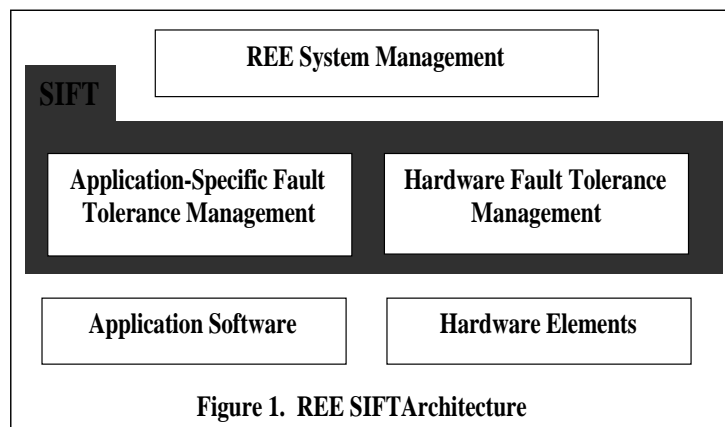 REE System Management
SIFT
Application-Specific Fault
Tolerance Management
Hardware Fault Tolerance
Management
Application Software
Hardware Elements
Figure 1. REE SIFTArchitecture